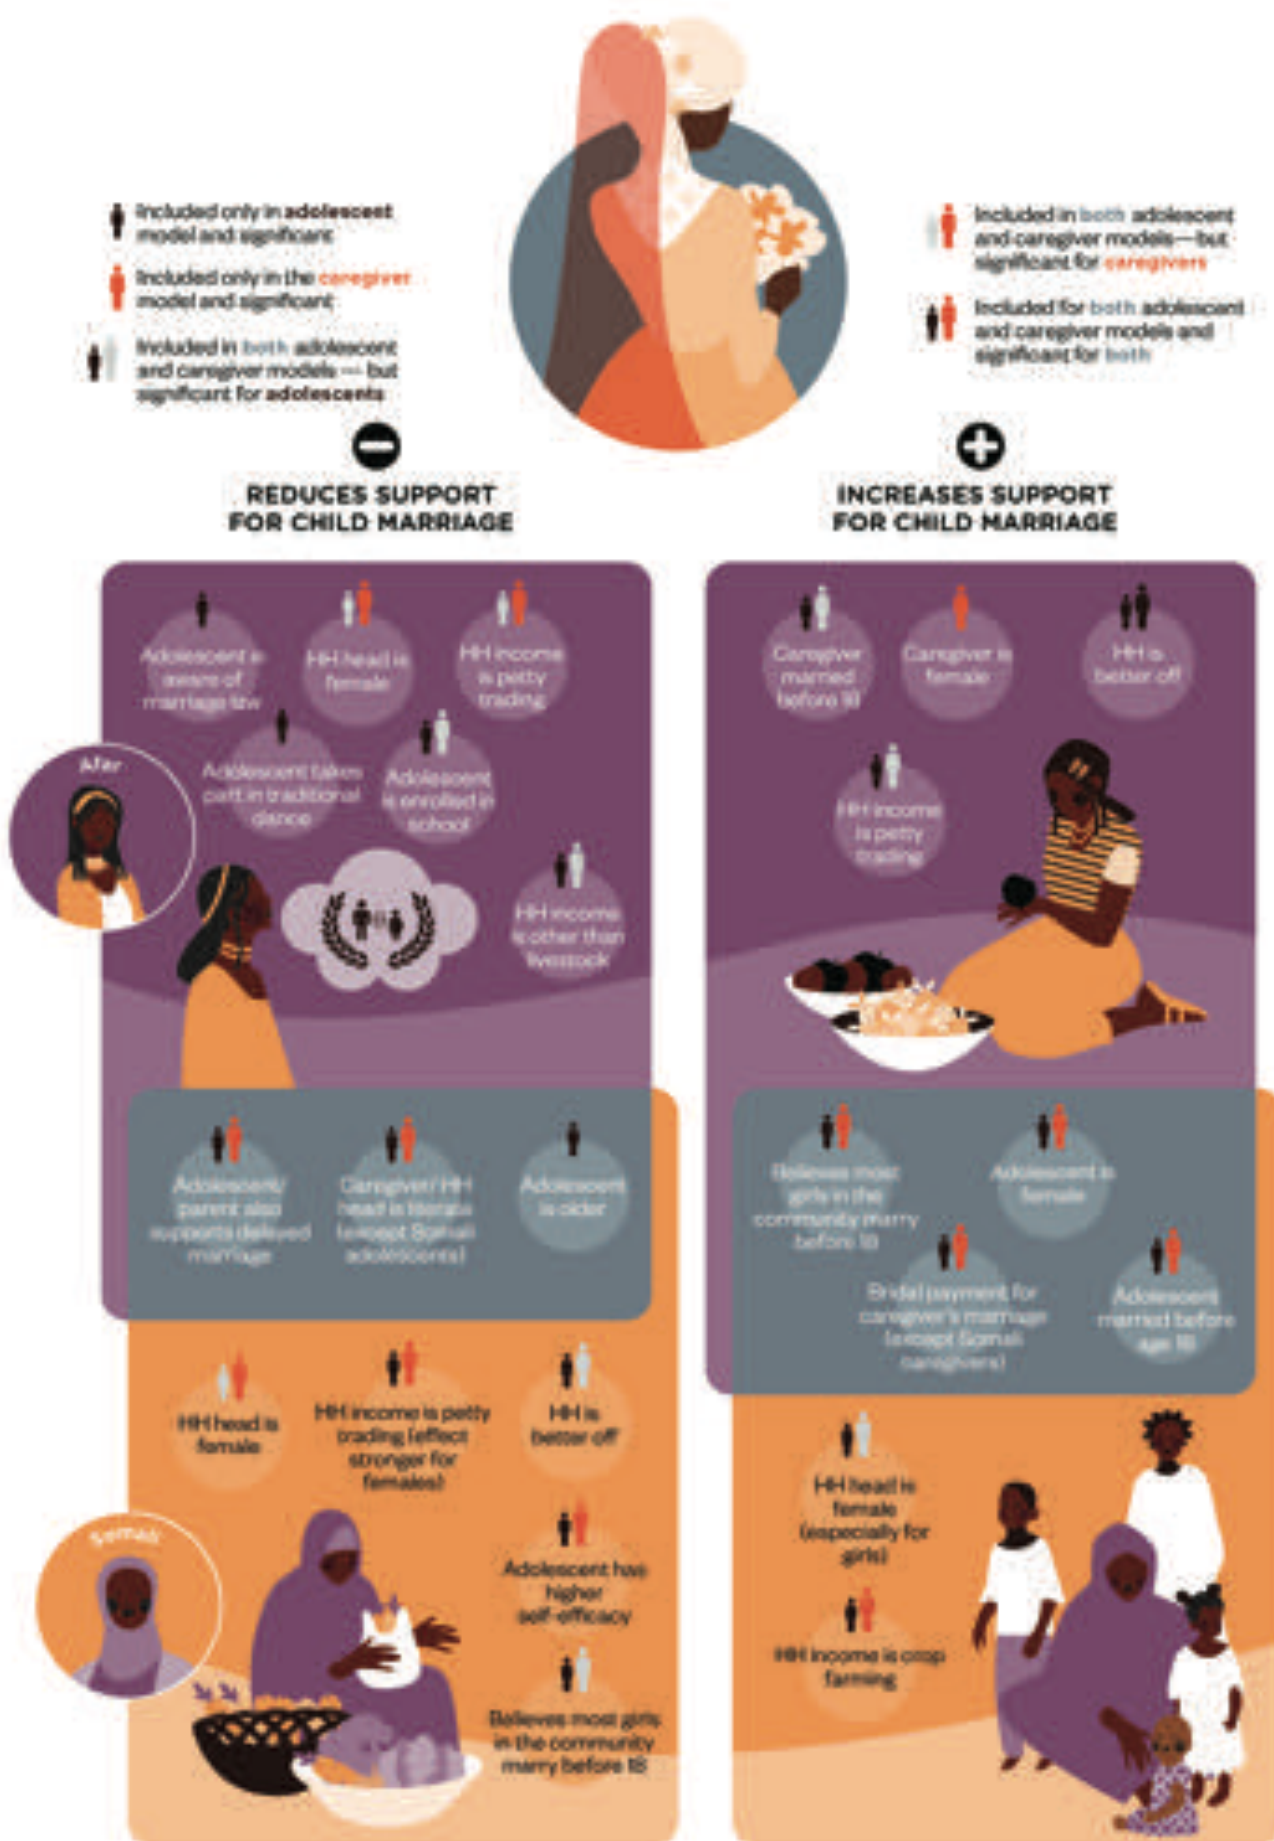 Included only in adolescent
model and significant
Included only in the caregiver
model and significant
Included in both adolescent
and caregiver models — but
significant for adolescents
Included in both adolescent
and caregiver models—but
significant for caregivers
Included for both adolescent
and caregiver models and
significant for both
REDUCES SUPPORT
FOR CHILD MARRIAGE
INCREASES SUPPORT
FOR CHILD MARRIAGE
Afar
Adolescent is
aware of
marriage law
HH head is
female
HH income
is petty
trading
Adolescent takes
part in traditional
dance
Adolescent
is enrolled in
school
HH income
is other than
livestock
Caregiver
married
before 18
Caregiver is
female
HH is
better off
HH income
is petty
trading
Adolescent/
parent also
supports delayed
marriage
Caregiver/ HH
head is literate
(except Somali
adolescents)
Adolescent
is older
Believes most
girls in the
community marry
before 18
Adolescent is
female
Bridal payment for
caregiver's marriage
(except Somali
caregivers)
Adolescent
married before
age 18
Somali
HH head is
female
HH income is petty
trading (effect
stronger for
females)
HH is
better off
Adolescent has
higher
self-efficacy
Believes most girls
in the community
marry before 18
HH head is
female
(especially for
girls)
HH income is crop
farming